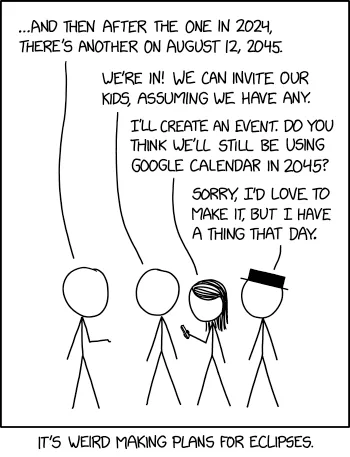 ...AND THEN AFTER THE ONE IN 2024,
THERE'S ANOTHER ON AUGUST 12, 2045.
WE'RE IN! WE CAN INVITE OUR
KIDS, ASSUMING WE HAVE ANY.
I'LL CREATE AN EVENT. DO YOU
THINK WE'LL STILL BE USING
GOOGLE CALENDAR IN 2045?
SORRY, I'D LOVE TO
MAKE IT, BUT I HAVE
A THING THAT DAY.
IT'S WEIRD MAKING PLANS FOR ECLIPSES.